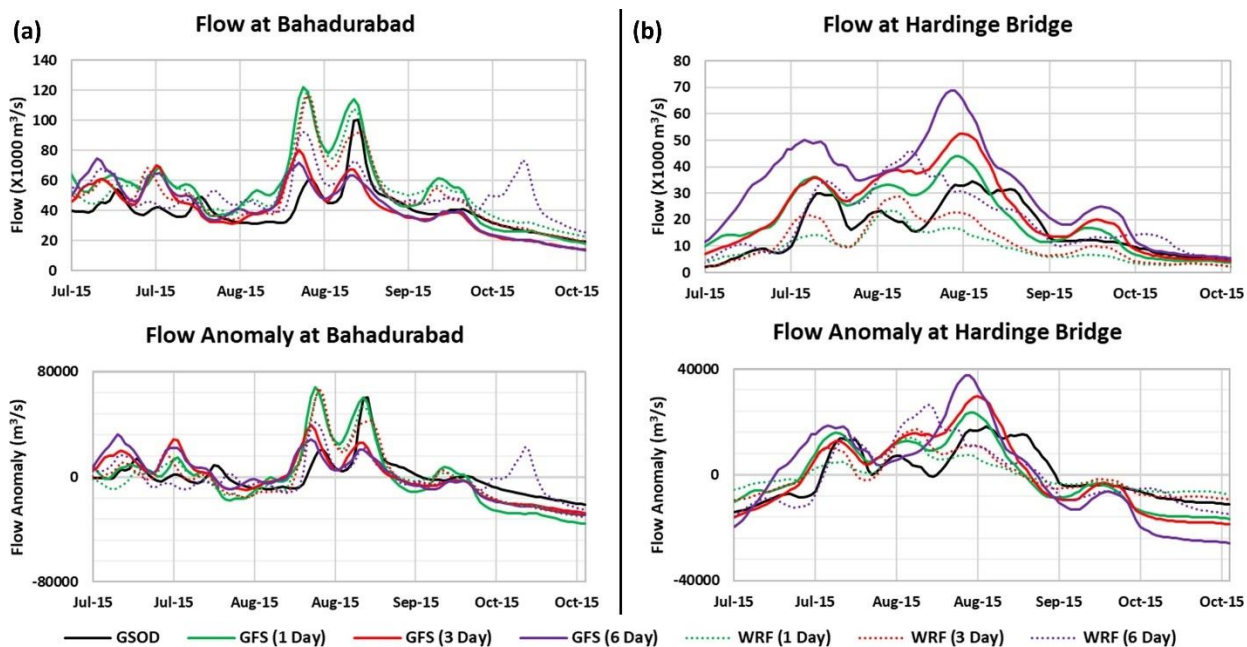 (a)
Flow at Bahadurabad
Flow (X1000 m³/s)
140
120
100
80
60
40
20
0
Jul-15 Jul-15 Aug-15 Aug-15 Sep-15 Oct-15 Oct-15
Flow Anomaly at Bahadurabad
Flow Anomaly (m³/s)
80000
0
-80000
Jul-15 Jul-15 Aug-15 Aug-15 Sep-15 Oct-15 Oct-15
(b)
Flow at Hardinge Bridge
Flow (X1000 m³/s)
80
70
60
50
40
30
20
10
0
Jul-15 Jul-15 Aug-15 Aug-15 Sep-15 Oct-15 Oct-15
Flow Anomaly at Hardinge Bridge
Flow Anomaly (m³/s)
40000
0
-40000
Jul-15 Jul-15 Aug-15 Aug-15 Sep-15 Oct-15 Oct-15
GSOD GFS (1 Day) GFS (3 Day) GFS (6 Day) WRF (1 Day) WRF (3 Day) WRF (6 Day)